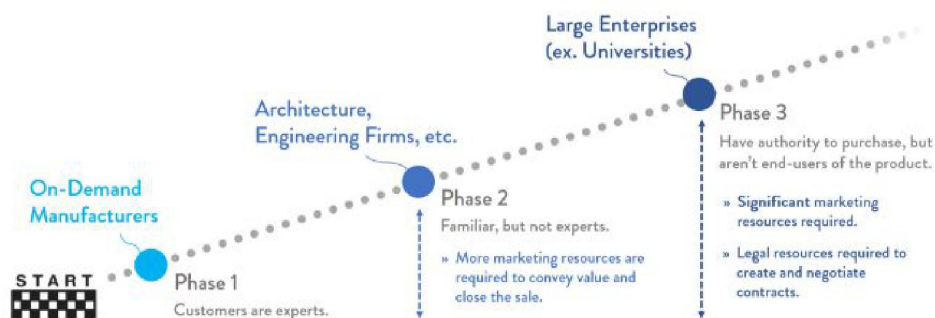 START
On-Demand
Manufacturers
Phase 1
Customers are experts.
Architecture,
Engineering Firms, etc.
Phase 2
Familiar, but not experts.
» More marketing resources are
required to convey value and
close the sale.
Large Enterprises
(ex. Universities)
Phase 3
Have authority to purchase, but
aren't end-users of the product.
» Significant marketing
resources required.
» Legal resources required to
create and negotiate
contracts.